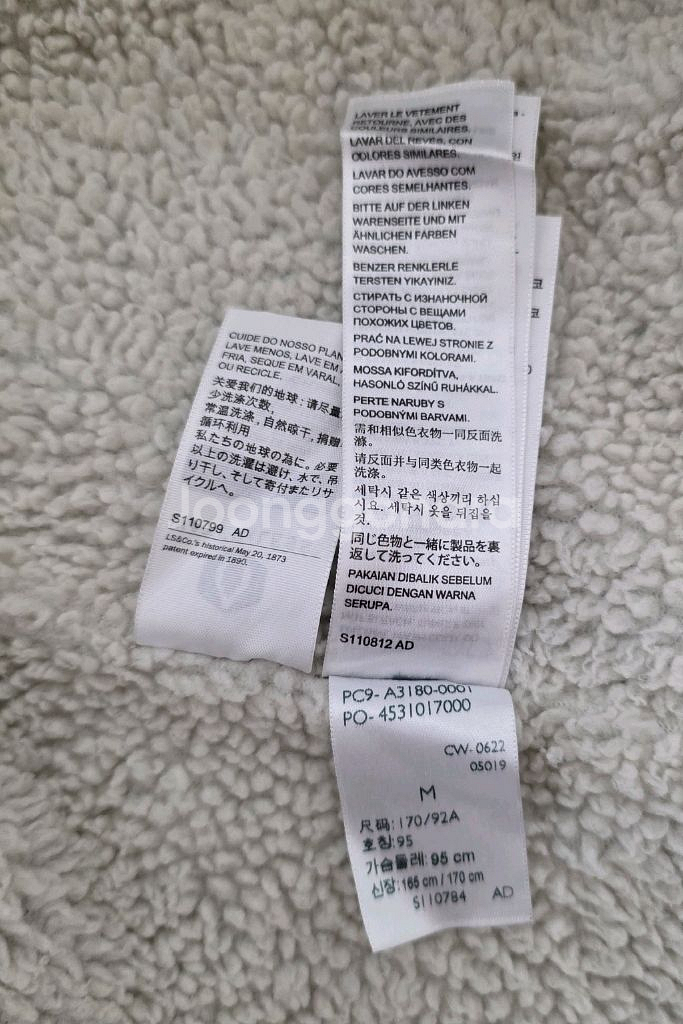 LAVER LE VETEMENT
RETOURNE, AVEC DES
COULEURS SIMILAIRES.
LAVAR DEL REVÉS, CON
COLORES SIMILARES.
LAVAR DO AVESSO COM
CORES SEMELHANTES.
BITTE AUF DER LINKEN
WARENSEITE UND MIT
ÄHNLICHEN FARBEN
WASCHEN.
BENZER RENKLERLE
TERSTEN YIKAYINIZ.
СТИРАТЬ С ИЗНАНОЧНОЙ
СТОРОНЫ С ВЕЩАМИ
ПОХОЖИХ ЦВЕТОВ.
PRAĆ NA LEWEJ STRONIE Z
PODOBNYMI KOLORAMI.
MOSSA KIFORDÍTVA,
HASONLÓ SZÍNŰ RUHÁKKAL.
PERTE NARUBY S
PODOBNÝMI BARVAMI.
需和相似色衣物一同反面洗
滌。
请反面并与同类色衣物一起
洗涤.
세탁시 같은 색상끼리 하십
시요. 세탁시 옷을 뒤집을
것.
同じ色物と一緒に製品を裏
返して洗ってください。
PAKAIAN DIBALIK SEBELUM
DICUCI DENGAN WARNA
SERUPA.
S110812 AD
CUIDE DO NOSSO PLAN
LAVE MENOS, LAVE EM
FRIA, SEQUE EM VARAL,
OU RECICLE.
关爱我们的地球：请尽量
少洗涤次数，
常温洗涤，自然晾干，捐赠
循环利用
私たちの地球の為に。必要
以上の洗濯は避け、水で、吊
り干し、そして寄付またリサ
イクルへ。
S110799 AD
LS&Co.'s historical May 20, 1873
patent expired in 1890.
PC9- A3180-0001
PO- 4531017000
CW-0622
05019
M
尺码: 170/92A
호칭: 95
가슴둘레: 95 cm
신장: 165 cm / 170 cm
S110784 AD